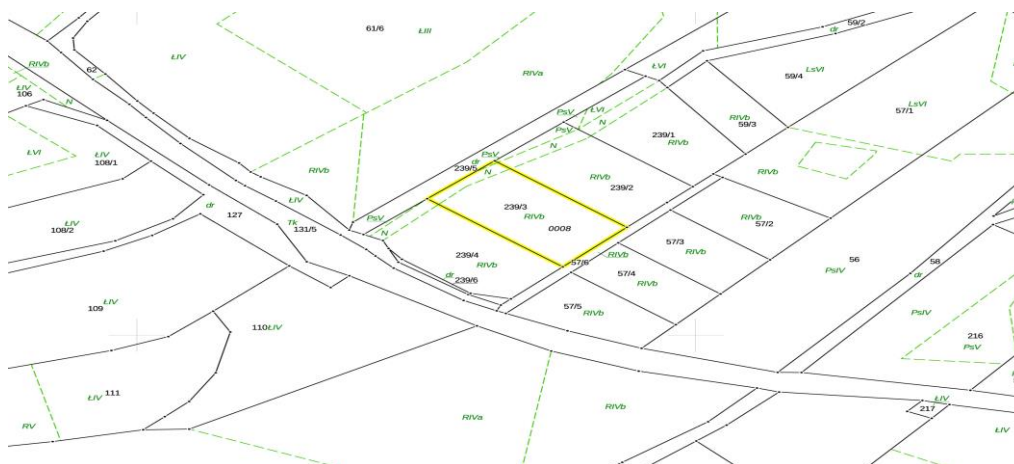 59/2
dr
61/6
ŁIII
ŁIV
RIVb
62
ŁVI
RIVa
59/4
LsVI
ŁIV
106
N
LsVI
57/1
PsV
ŁVI
PsV
N
RIVb
59/3
239/1
RIVb
ŁVI
ŁIV
108/1
PsV
dr
239/5
N
RIVb
RIVb
RIVb
239/2
dr
127
ŁIV
239/3
RIVb
0008
PsV
N
RIVb
57/2
ŁIV
108/2
Tk
131/5
57/3
RIVb
239/4
RIVb
dr
239/6
57/6
RIVb
57/4
RIVb
56
PsIV
58
dr
109
ŁIV
57/5
RIVb
PsIV
110
ŁIV
216
PsV
ŁIV
111
RIVa
RIVb
ŁIV
217
RV
ŁIV